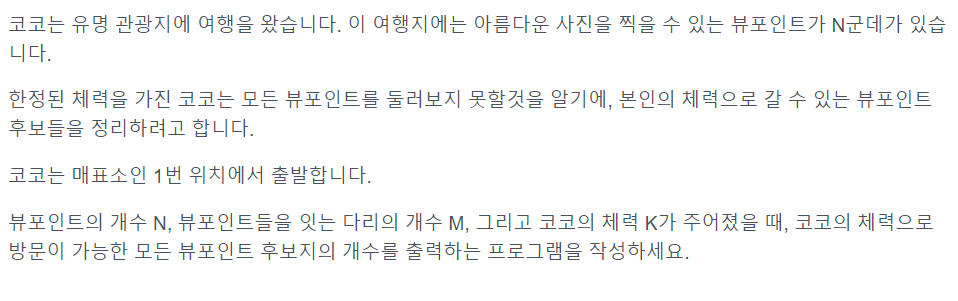 코코는 유명 관광지에 여행을 왔습니다. 이 여행지에는 아름다운 사진을 찍을 수 있는 뷰포인트가 N군데가 있습
니다.
한정된 체력을 가진 코코는 모든 뷰포인트를 둘러보지 못할것을 알기에, 본인의 체력으로 갈 수 있는 뷰포인트
후보들을 정리하려고 합니다.
코코는 매표소인 1번 위치에서 출발합니다.
뷰포인트의 개수 N, 뷰포인트들을 잇는 다리의 개수 M, 그리고 코코의 체력 K가 주어졌을 때, 코코의 체력으로
방문이 가능한 모든 뷰포인트 후보지의 개수를 출력하는 프로그램을 작성하세요.